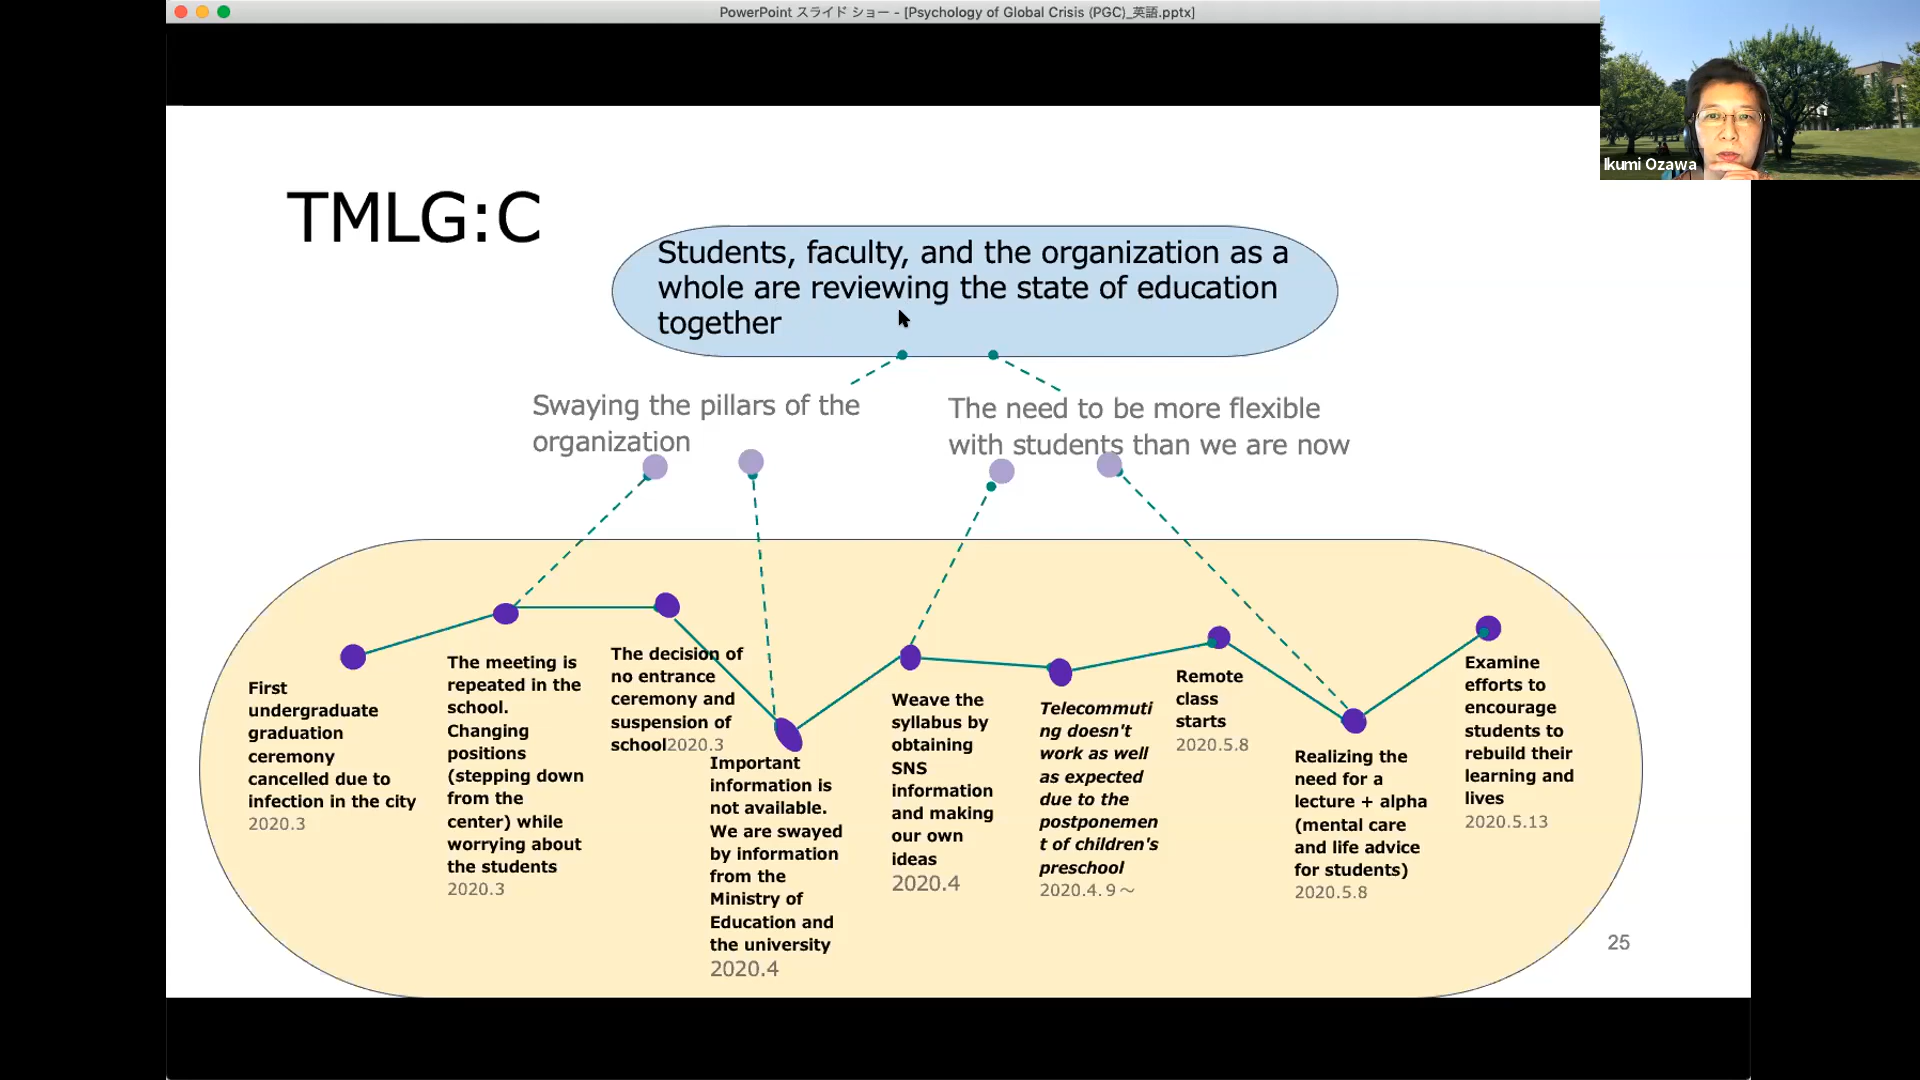 PowerPoint スライド ショー - [Psychology of Global Crisis (PGC)_英語.pptx]
Ikumi Ozawa
TMLG:C
Students, faculty, and the organization as a
whole are reviewing the state of education
together
Swaying the pillars of the
organization
The need to be more flexible
with students than we are now
First
undergraduate
graduation
ceremony
cancelled due to
infection in the city
2020.3
The meeting is
repeated in the
school.
Changing
positions
(stepping down
from the
center) while
worrying about
the students
2020.3
The decision of
no entrance
ceremony and
suspension of
school2020.3
Important
information is
not available.
We are swayed
by information
from the
Ministry of
Education and
the university
2020.4
Weave the
syllabus by
obtaining
SNS
information
and making
our own
ideas
2020.4
Telecommuti
ng doesn't
work as well
as expected
due to the
postponemen
t of children's
preschool
2020.4.9～
Remote
class
starts
2020.5.8
Realizing the
need for a
lecture + alpha
(mental care
and life advice
for students)
2020.5.8
Examine
efforts to
encourage
students to
rebuild their
learning and
lives
2020.5.13
25